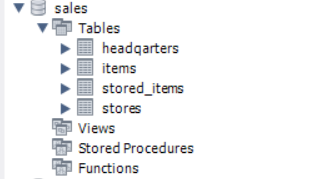 sales
Tables
headqarters
items
stored_items
stores
Views
Stored Procedures
Functions